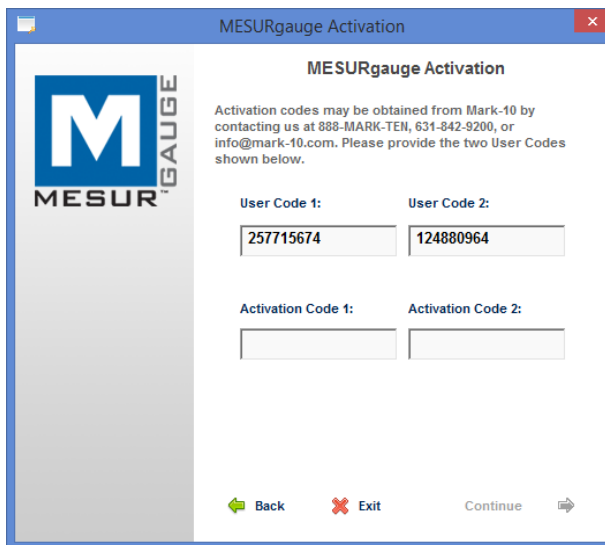 MESURgauge Activation
M
GAUGE
MESUR™
MESURgauge Activation
Activation codes may be obtained from Mark-10 by
contacting us at 888-MARK-TEN, 631-842-9200, or
info@mark-10.com. Please provide the two User Codes
shown below.
User Code 1: User Code 2:
257715674 124880964
Activation Code 1: Activation Code 2:
Back Exit Continue